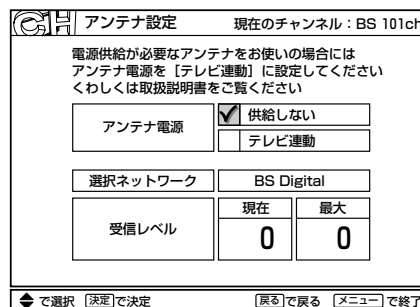 CH アンテナ設定 現在のチャンネル：BS 101ch
電源供給が必要なアンテナをお使いの場合には
アンテナ電源を［テレビ連動］に設定してください
くわしくは取扱説明書をご覧ください
アンテナ電源
供給しない
テレビ連動
選択ネットワーク BS Digital
受信レベル
現在 最大
0 0
で選択 決定で決定 戻るで戻る メニューで終了